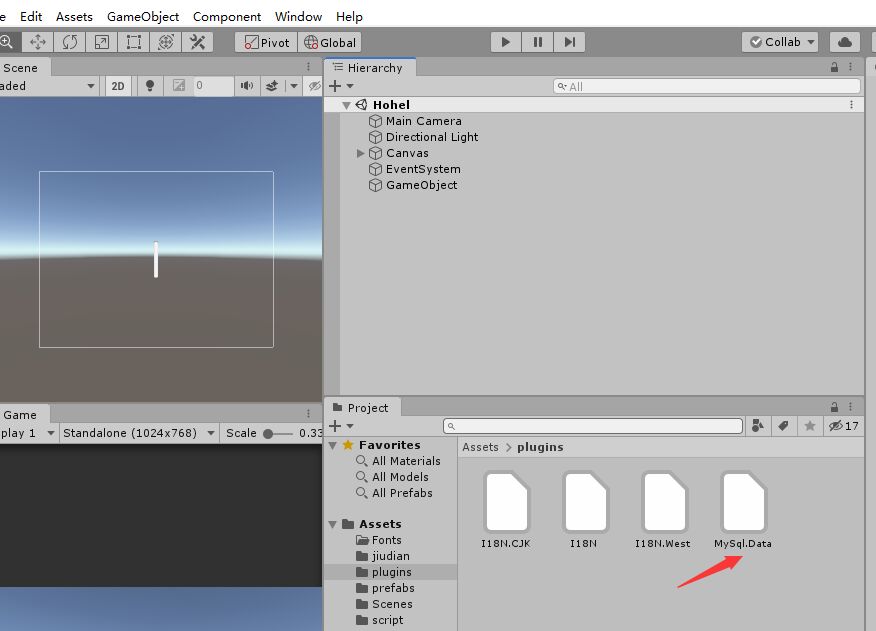 e Edit Assets GameObject Component Window Help
Pivot Global Collab
Scene
aded 2D 0
Hierarchy
All
Hohel
Main Camera
Directional Light
Canvas
EventSystem
GameObject
Game
play 1 Standalone (1024x768) Scale 0.33
Project
17
Favorites
All Materials
All Models
All Prefabs
Assets
Fonts
jiudian
plugins
prefabs
Scenes
script
Assets > plugins
I18N.CJK I18N I18N.West MySql.Data